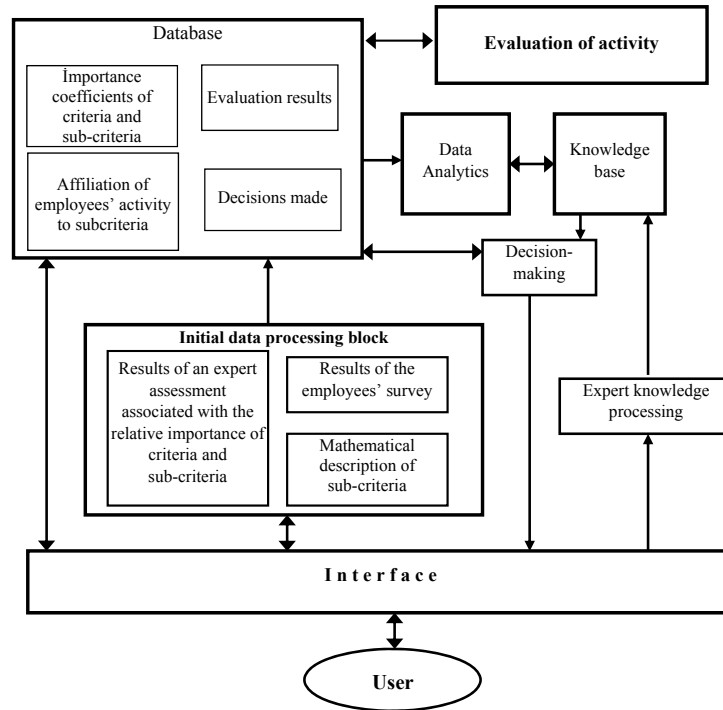 Database
İmportance
coefficients of
criteria and
sub-criteria
Evaluation results
Affiliation of
employees’ activity
to subcriteria
Decisions made
Evaluation of activity
Data
Analytics
Knowledge
base
Decision-
making
Initial data processing block
Results of an expert
assessment
associated with the
relative importance of
criteria and
sub-criteria
Results of the
employees’ survey
Mathematical
description of
sub-criteria
Expert knowledge
processing
I n t e r f a c e
User